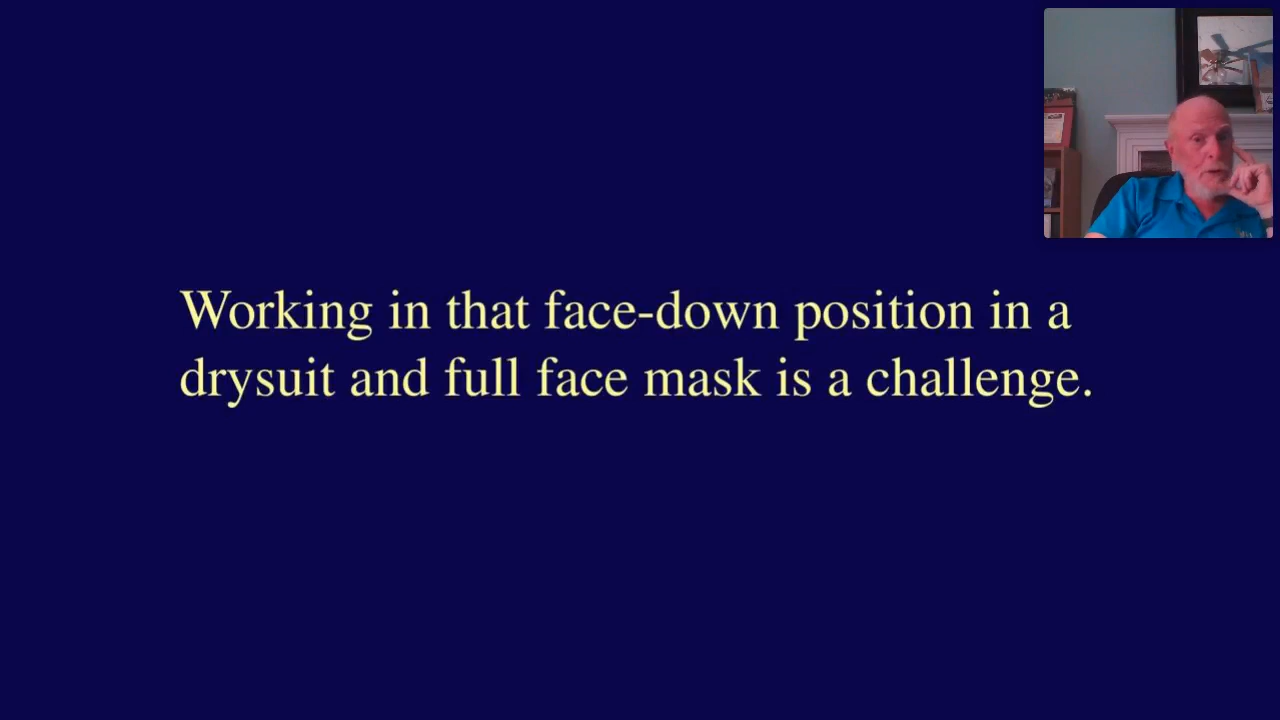 Working in that face-down position in a
drysuit and full face mask is a challenge.